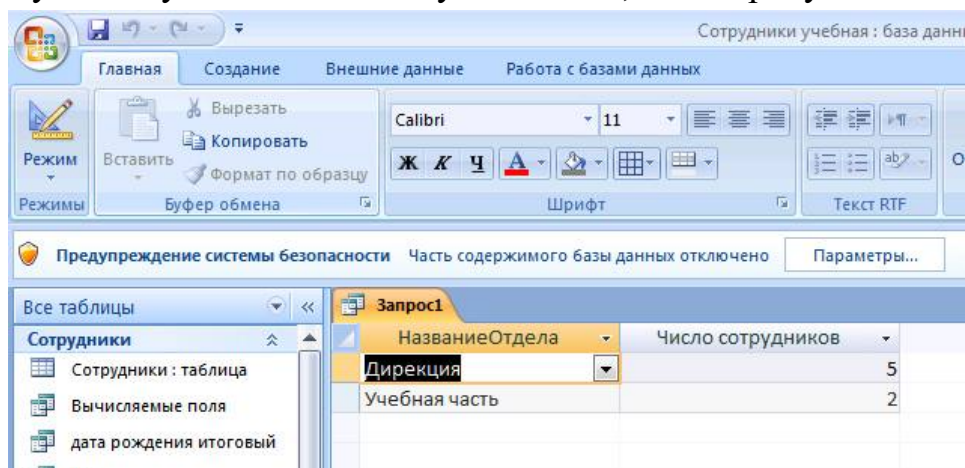 Сотрудники учебная : база данн
Главная Создание Внешние данные Работа с базами данных
Режим
Вставить
Вырезать
Копировать
Формат по образцу
Calibri 11
Ж К Ч А
ab
Режимы Буфер обмена Шрифт Текст RTF
Предупреждение системы безопасности Часть содержимого базы данных отключено Параметры...
Все таблицы « Запрос1
Сотрудники НазваниеОтдела Число сотрудников
Сотрудники : таблица Дирекция 5
Вычисляемые поля Учебная часть 2
дата рождения итоговый